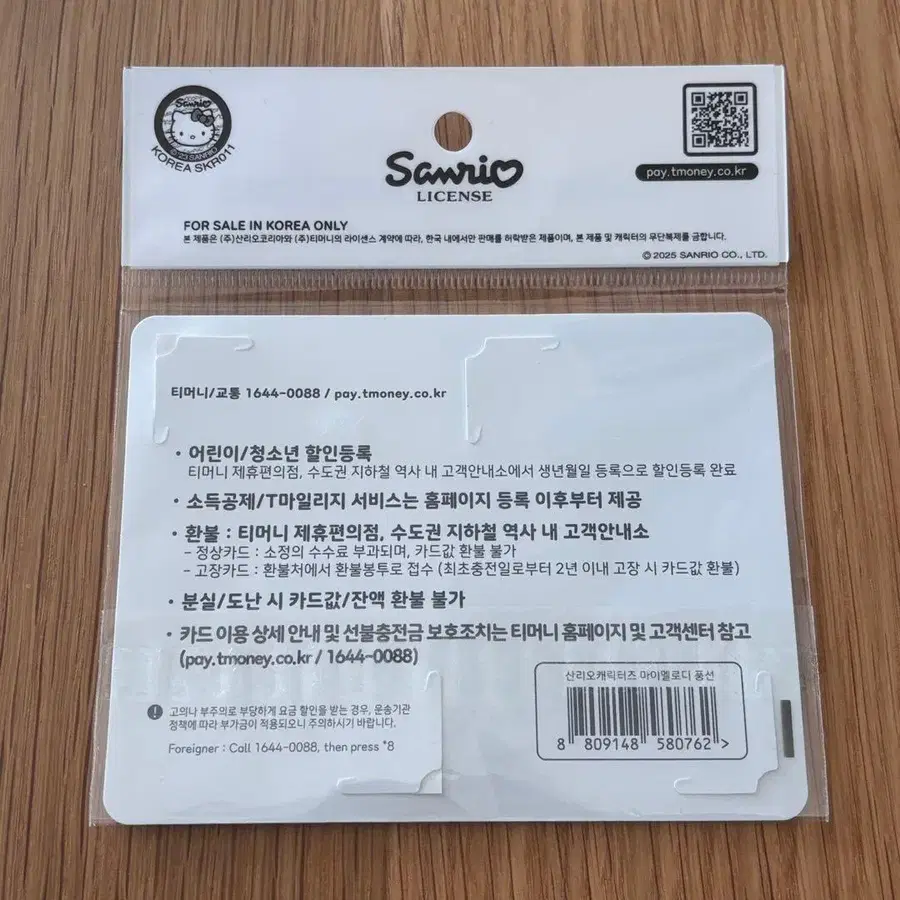 Sanrio
© '25 SANRIO
KOREA SKR011
Sanrio
LICENSE
pay.tmoney.co.kr
FOR SALE IN KOREA ONLY
본 제품은 (주)산리오코리아와 (주)티머니의 라이센스 계약에 따라, 한국 내에서만 판매를 허락받은 제품이며, 본 제품 및 캐릭터의 무단복제를 금합니다.
© 2025 SANRIO CO., LTD.
티머니/교통 1644-0088 / pay.tmoney.co.kr
• 어린이/청소년 할인등록
티머니 제휴편의점, 수도권 지하철 역사 내 고객안내소에서 생년월일 등록으로 할인등록 완료
• 소득공제/T마일리지 서비스는 홈페이지 등록 이후부터 제공
• 환불 : 티머니 제휴편의점, 수도권 지하철 역사 내 고객안내소
- 정상카드 : 소정의 수수료 부과되며, 카드값 환불 불가
- 고장카드 : 환불처에서 환불봉투로 접수 (최초충전일로부터 2년 이내 고장 시 카드값 환불)
• 분실/도난 시 카드값/잔액 환불 불가
• 카드 이용 상세 안내 및 선불충전금 보호조치는 티머니 홈페이지 및 고객센터 참고
(pay.tmoney.co.kr / 1644-0088)
고의나 부주의로 부당하게 요금 할인을 받는 경우, 운송기관
정책에 따라 부가금이 적용되오니 주의하시기 바랍니다.
Foreigner : Call 1644-0088, then press *8
산리오캐릭터즈 마이멜로디 풍선
8 809148 580762 >